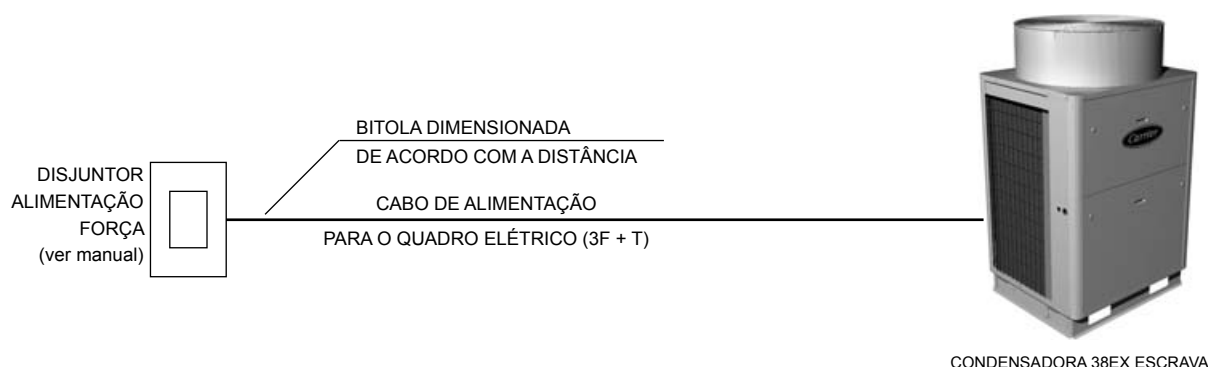 BITOLA DIMENSIONADA
DE ACORDO COM A DISTÂNCIA
DISJUNTOR
ALIMENTAÇÃO
FORÇA
(ver manual)
CABO DE ALIMENTAÇÃO
PARA O QUADRO ELÉTRICO (3F + T)
Carrier
CONDENSADORA 38EX ESCRAVA